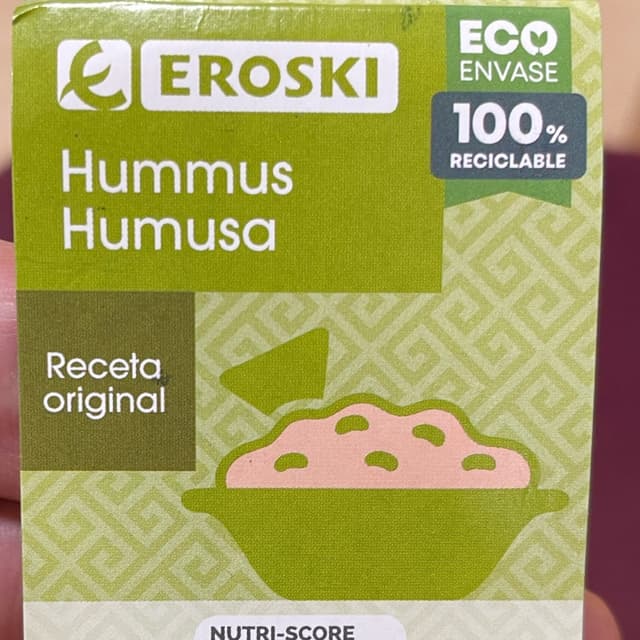 EROSKI
ECO
ENVASE
100%
RECICLABLE
Hummus
Humusa
Receta
original
NUTRI-SCORE